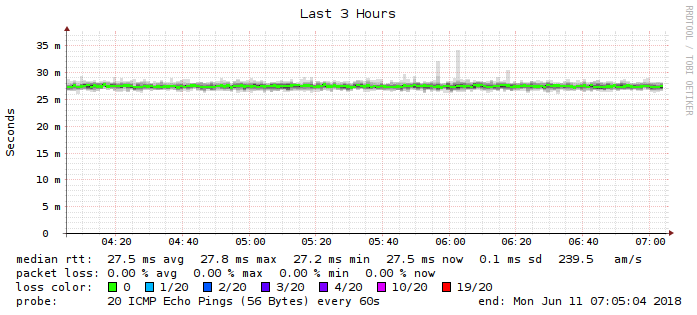 Last 3 Hours
RRDTOOL / TOBI OETIKER
Seconds
35 m
30 m
25 m
20 m
15 m
10 m
5 m
0
04:20 04:40 05:00 05:20 05:40 06:00 06:20 06:40 07:00
median rtt: 27.5 ms avg 27.8 ms max 27.2 ms min 27.5 ms now 0.1 ms sd 239.5 am/s
packet loss: 0.00 % avg 0.00 % max 0.00 % min 0.00 % now
loss color: 0 1/20 2/20 3/20 4/20 10/20 19/20
probe: 20 ICMP Echo Pings (56 Bytes) every 60s end: Mon Jun 11 07:05:04 2018